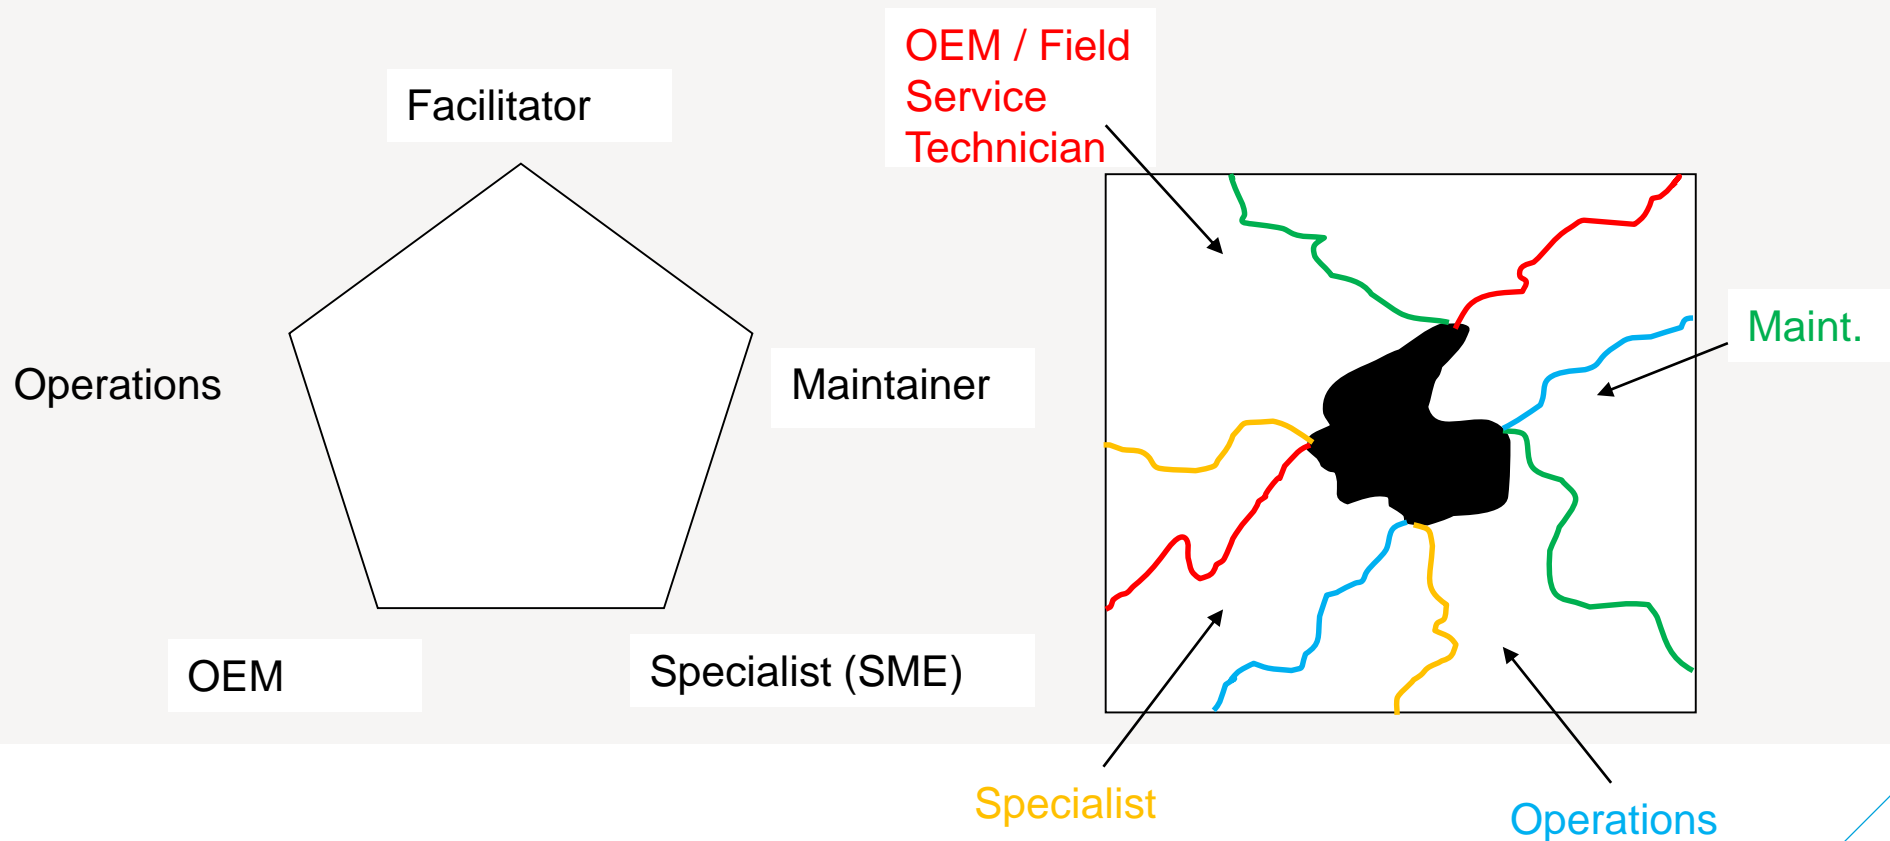 Facilitator
Operations
Maintainer
OEM
Specialist (SME)
OEM / Field
Service
Technician
Maint.
Specialist
Operations